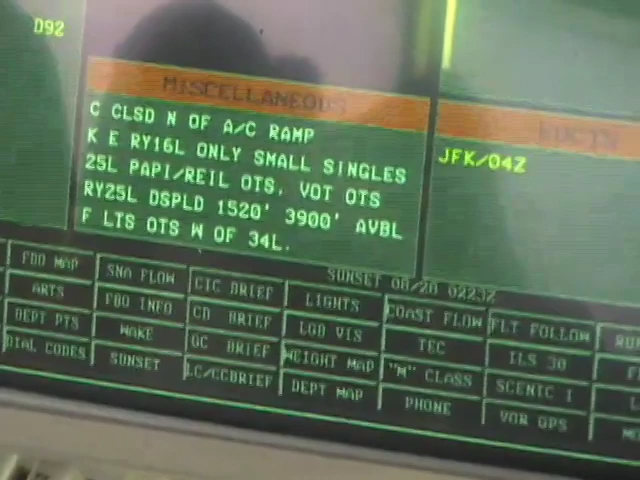 D92
MISCELLANEOUS
C CLSD N OF A/C RAMP
K E RY16L ONLY SMALL SINGLES
25L PAPI/REIL OTS, VOT OTS
RY25L DSPLD 1520' 3900' AVBL
F LTS OTS W OF 34L.
JFK/04Z
SUNSET 08/20 0223Z
FBO MAP SNA FLOW CIC BRIEF LIGHTS COAST FLOW FLT FOLLOW
ARTS FBO INFO CD BRIEF LGD VIS TEC ILS 30
DEPT PTS WAKE GC BRIEF WEIGHT MAP "M" CLASS SCENIC I
DIAL CODES SUNSET LC/CCBRIEF DEPT MAP PHONE VOR GPS